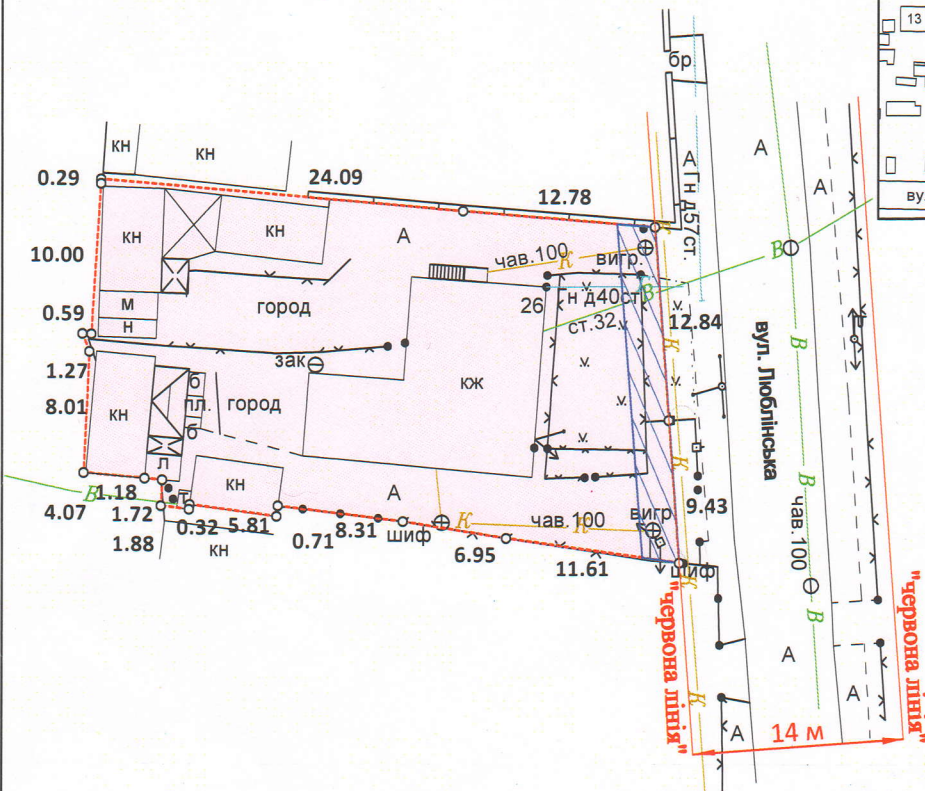 13
бр.
кн
кн
0.29
24.09
12.78
А
А
А
Г н д57ст.
кн
кн
А
10.00
чав.100
К
вигр.
В
ву
м
н
город
26
н д40ст
В
ст.32
0.59
12.84
К
В
зак
кж
1.27
б
пл.
город
8.01
кн
б
вул. Люблінська
л
К
кн
А
В
1.18
В
4.07
1.72
0.32
5.81
8.31
К
чав.100
вигр
9.43
чав.100
1.88
кн
0.71
шиф
6.95
11.61
шиф
К
В
"червона лінія"
"червона лінія"
А
К
А
А
14 м